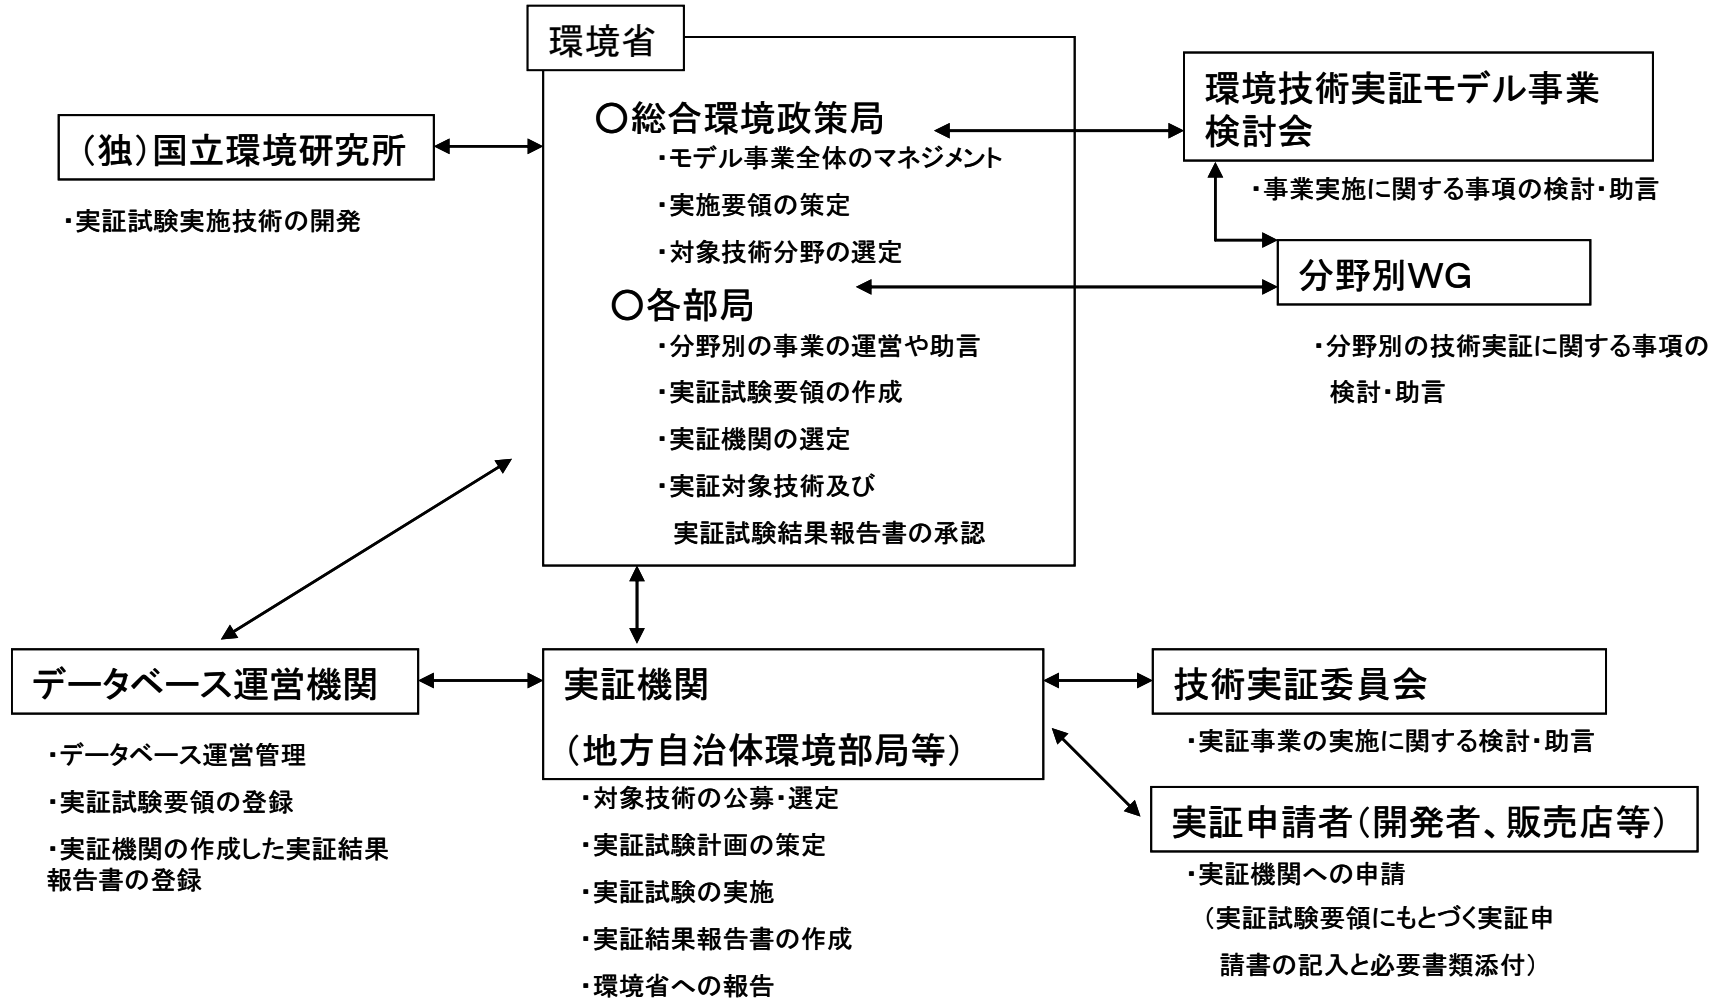 環境省
○総合環境政策局
・モデル事業全体のマネジメント
・実施要領の策定
・対象技術分野の選定
○各部局
・分野別の事業の運営や助言
・実証試験要領の作成
・実証機関の選定
・実証対象技術及び
実証試験結果報告書の承認
（独）国立環境研究所
・実証試験実施技術の開発
環境技術実証モデル事業
検討会
・事業実施に関する事項の検討・助言
分野別ＷＧ
・分野別の技術実証に関する事項の
検討・助言
データベース運営機関
・データベース運営管理
・実証試験要領の登録
・実証機関の作成した実証結果
報告書の登録
実証機関
（地方自治体環境部局等）
・対象技術の公募・選定
・実証試験計画の策定
・実証試験の実施
・実証結果報告書の作成
・環境省への報告
技術実証委員会
・実証事業の実施に関する検討・助言
実証申請者（開発者、販売店等）
・実証機関への申請
（実証試験要領にもとづく実証申
請書の記入と必要書類添付）